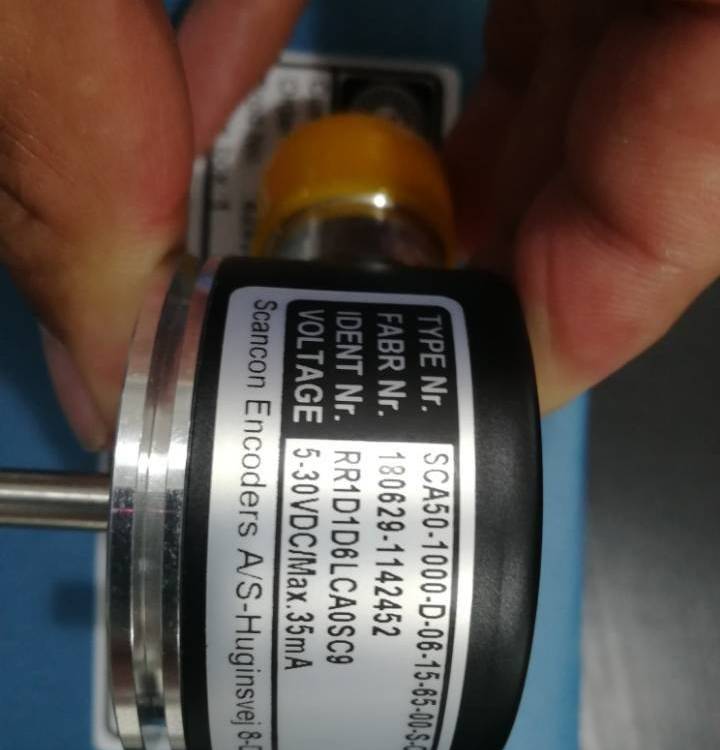 TYPE Nr. SCA50-1000-D-06-15-65-00-S-
FABR Nr. 180629-1142452
IDENT Nr. RR1D1D6LCA0SC9
VOLTAGE 5-30VDC/Max.35mA
Scancon Encoders A/S-Huginsvej 8-